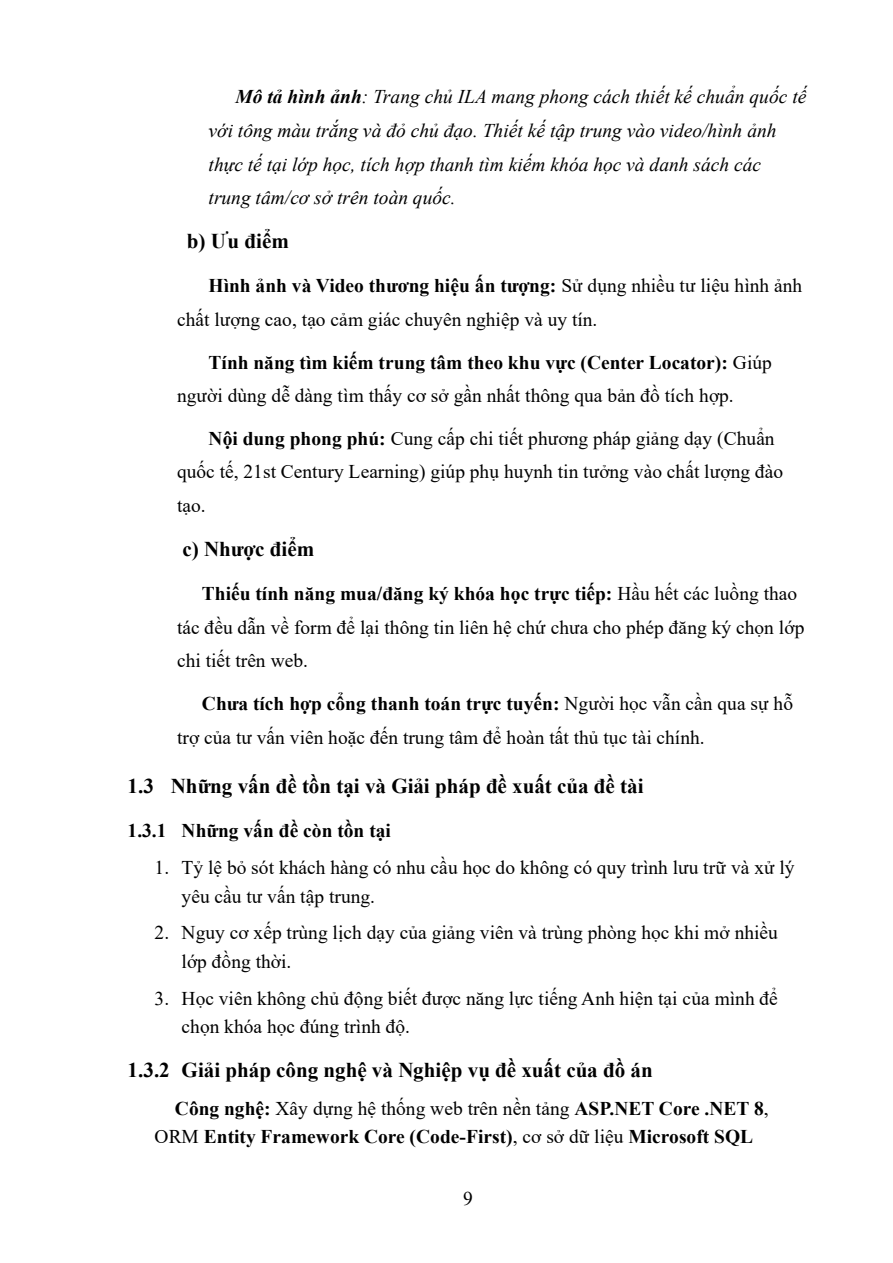 Mô tả hình ảnh: Trang chủ ILA mang phong cách thiết kế chuẩn quốc tế
với tông màu trắng và đỏ chủ đạo. Thiết kế tập trung vào video/hình ảnh
thực tế tại lớp học, tích hợp thanh tìm kiếm khóa học và danh sách các
trung tâm/cơ sở trên toàn quốc.
b) Ưu điểm
Hình ảnh và Video thương hiệu ấn tượng: Sử dụng nhiều tư liệu hình ảnh
chất lượng cao, tạo cảm giác chuyên nghiệp và uy tín.
Tính năng tìm kiếm trung tâm theo khu vực (Center Locator): Giúp
người dùng dễ dàng tìm thấy cơ sở gần nhất thông qua bản đồ tích hợp.
Nội dung phong phú: Cung cấp chi tiết phương pháp giảng dạy (Chuẩn
quốc tế, 21st Century Learning) giúp phụ huynh tin tưởng vào chất lượng đào
tạo.
c) Nhược điểm
Thiếu tính năng mua/đăng ký khóa học trực tiếp: Hầu hết các luồng thao
tác đều dẫn về form để lại thông tin liên hệ chứ chưa cho phép đăng ký chọn lớp
chi tiết trên web.
Chưa tích hợp cổng thanh toán trực tuyến: Người học vẫn cần qua sự hỗ
trợ của tư vấn viên hoặc đến trung tâm để hoàn tất thủ tục tài chính.
1.3 Những vấn đề tồn tại và Giải pháp đề xuất của đề tài
1.3.1 Những vấn đề còn tồn tại
1. Tỷ lệ bỏ sót khách hàng có nhu cầu học do không có quy trình lưu trữ và xử lý
yêu cầu tư vấn tập trung.
2. Nguy cơ xếp trùng lịch dạy của giảng viên và trùng phòng học khi mở nhiều
lớp đồng thời.
3. Học viên không chủ động biết được năng lực tiếng Anh hiện tại của mình để
chọn khóa học đúng trình độ.
1.3.2 Giải pháp công nghệ và Nghiệp vụ đề xuất của đồ án
Công nghệ: Xây dựng hệ thống web trên nền tảng ASP.NET Core .NET 8,
ORM Entity Framework Core (Code-First), cơ sở dữ liệu Microsoft SQL
9